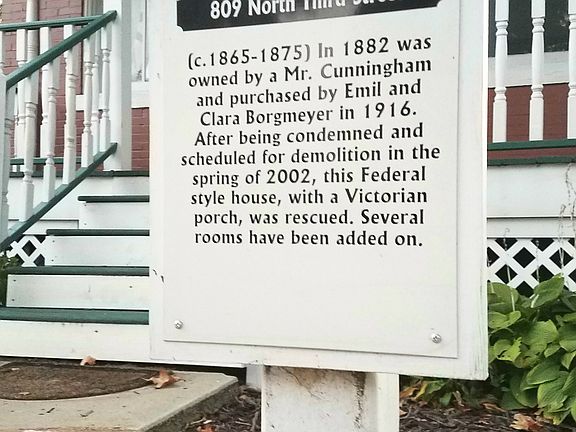 809 North Third Street
(c.1865-1875) In 1882 was
owned by a Mr. Cunningham
and purchased by Emil and
Clara Borgmeyer in 1916.
After being condemned and
scheduled for demolition in the
spring of 2002, this Federal
style house, with a Victorian
porch, was rescued. Several
rooms have been added on.